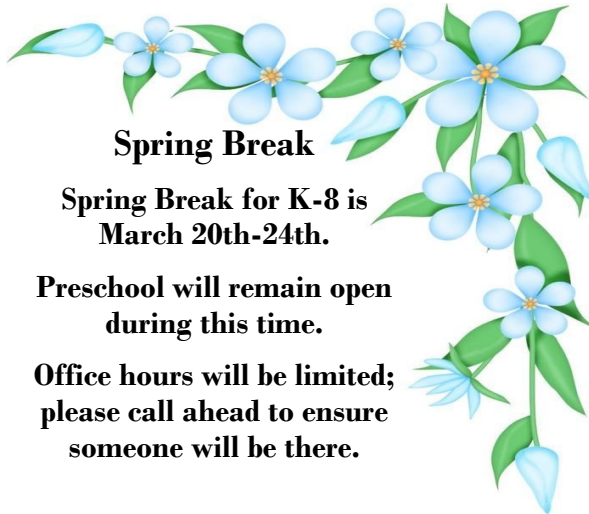 Spring Break
Spring Break for K-8 is
March 20th-24th.
Preschool will remain open
during this time.
Office hours will be limited;
please call ahead to ensure
someone will be there.